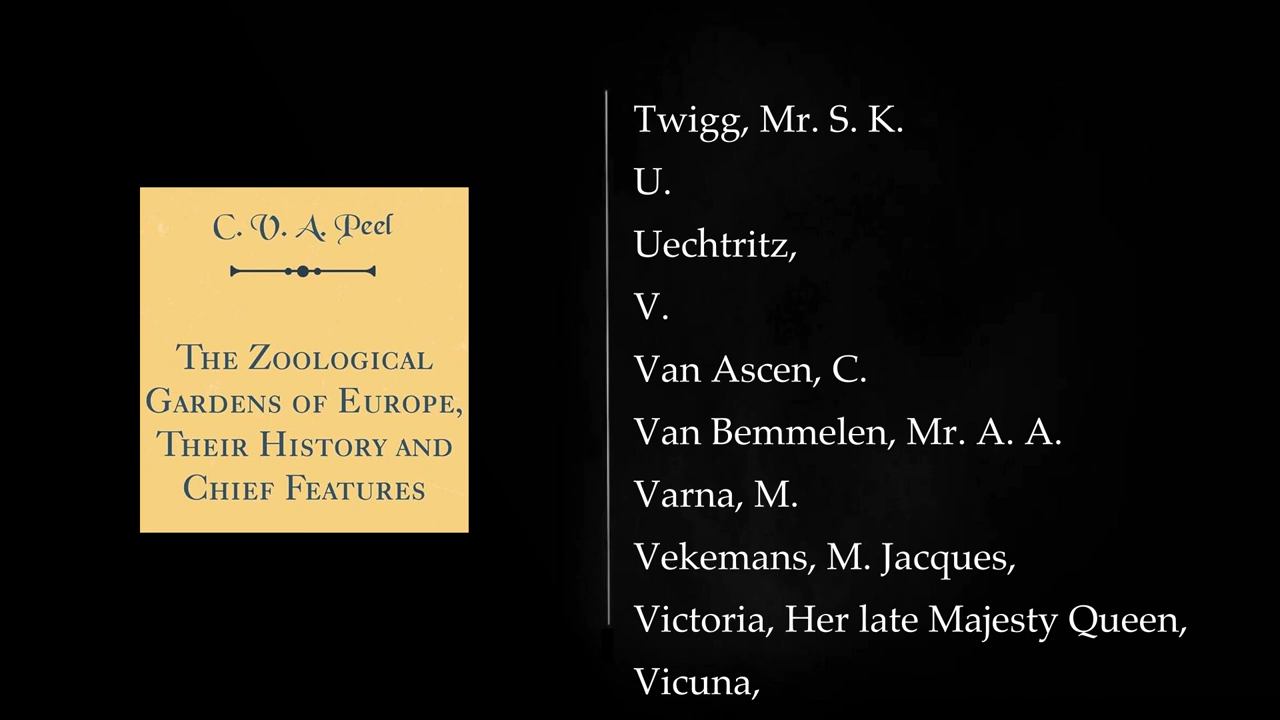 C. V. A. Peel
The Zoological
Gardens of Europe,
Their History and
Chief Features
Twigg, Mr. S. K.
U.
Uechtritz,
V.
Van Ascen, C.
Van Bemmelen, Mr. A. A.
Varna, M.
Vekemans, M. Jacques,
Victoria, Her late Majesty Queen,
Vicuna,